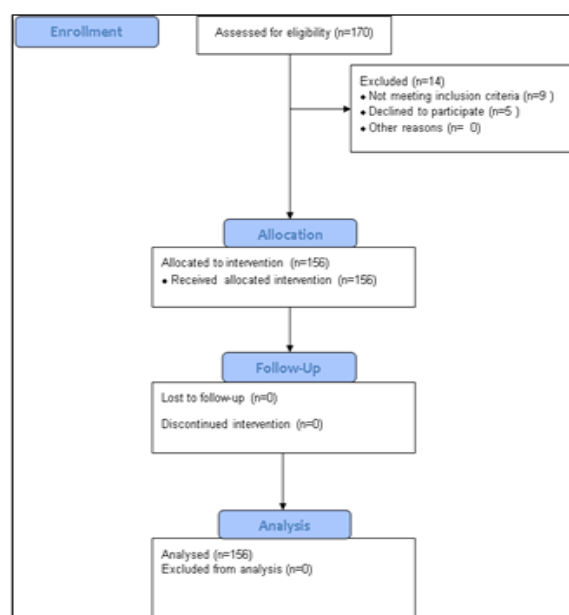 Enrollment
Assessed for eligibility (n=170)
Excluded (n=14)
• Not meeting inclusion criteria (n=9 )
• Declined to participate (n=5 )
• Other reasons (n= 0)
Allocation
Allocated to intervention (n=156)
• Received allocated intervention (n=156)
Follow-Up
Lost to follow-up (n=0)
Discontinued intervention (n=0)
Analysis
Analysed (n=156)
Excluded from analysis (n=0)